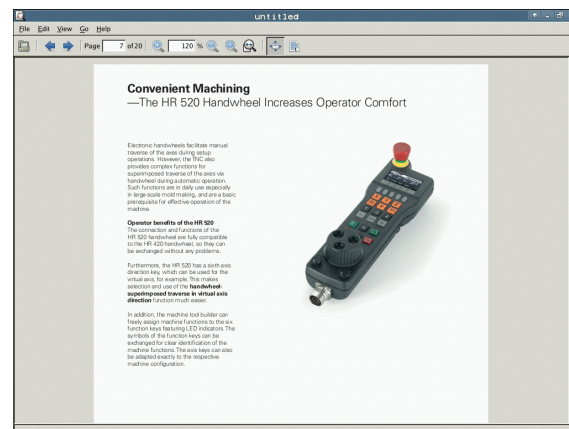 untitled
File Edit View Go Help
Page 7 of 20 120 %
Convenient Machining
—The HR 520 Handwheel Increases Operator Comfort
Electronic handwheels facilitate manual
traverse of the axes during setup
operations. However, the TNC also
provides complex functions for
superimposed traverse of the axes via
handwheel during automatic operation.
Such functions are in daily use especially
in large-scale mold making, and are a basic
prerequisite for effective operation of the
machine.
Operator benefits of the HR 520
The connection and functions of the
HR 520 handwheel are fully compatible
to the HR 420 handwheel, so they can
be exchanged without any problems.
Furthermore, the HR 520 has a sixth axis
direction key, which can be used for the
virtual axis, for example. This makes
selection and use of the handwheel-
superimposed traverse in virtual axis
direction function much easier.
In addition, the machine tool builder can
freely assign machine functions to the six
function keys featuring LED indicators. The
symbols of the function keys can be
exchanged for clear identification of the
machine functions. The axis keys can also
be adapted exactly to the respective
machine configuration.